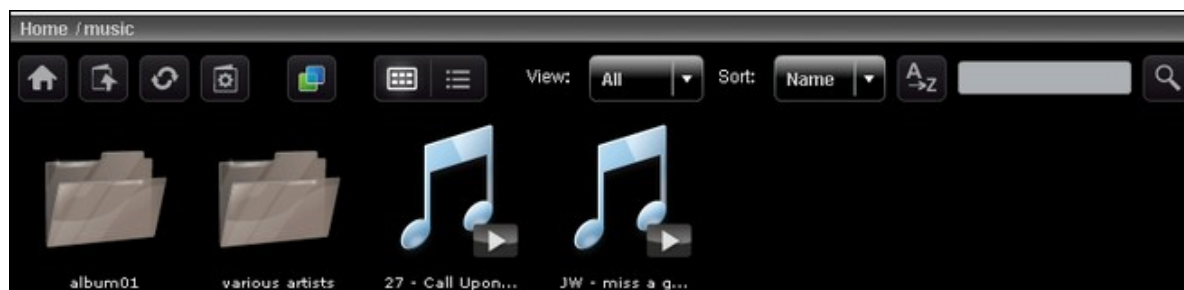 Home / music
View: All Sort: Name A→Z
album01 various artists 27 - Call Upon... JW - miss a g...